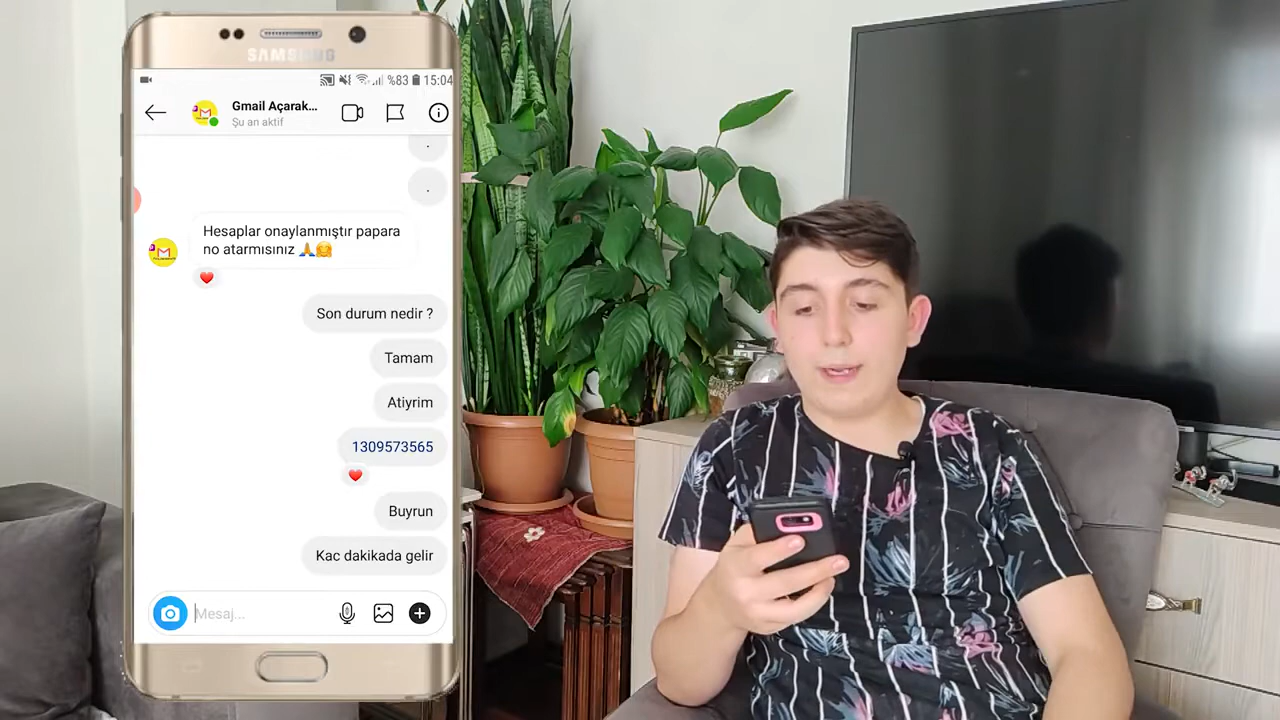 SAMSUNG
%83 15:04
Gmail Açarak...
Şu an aktif
.
.
Hesaplar onaylanmıştır papara
no atarmısınız 🙏🤗
Son durum nedir ?
Tamam
Atiyrim
1309573565
Buyrun
Kac dakikada gelir
Mesaj...